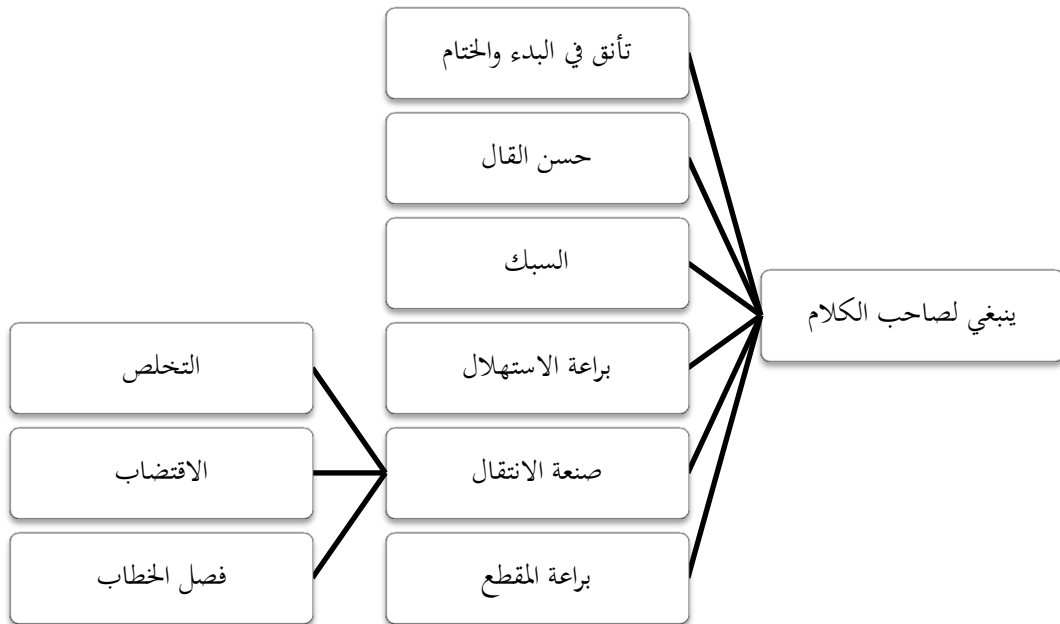 ينبغي لصاحب الكلام
تأنق في البدء والختام
حسن القال
السبك
براعة الاستهلال
صنعة الانتقال
التخلص
الاقتضاب
فصل الخطاب
براعة المقطع